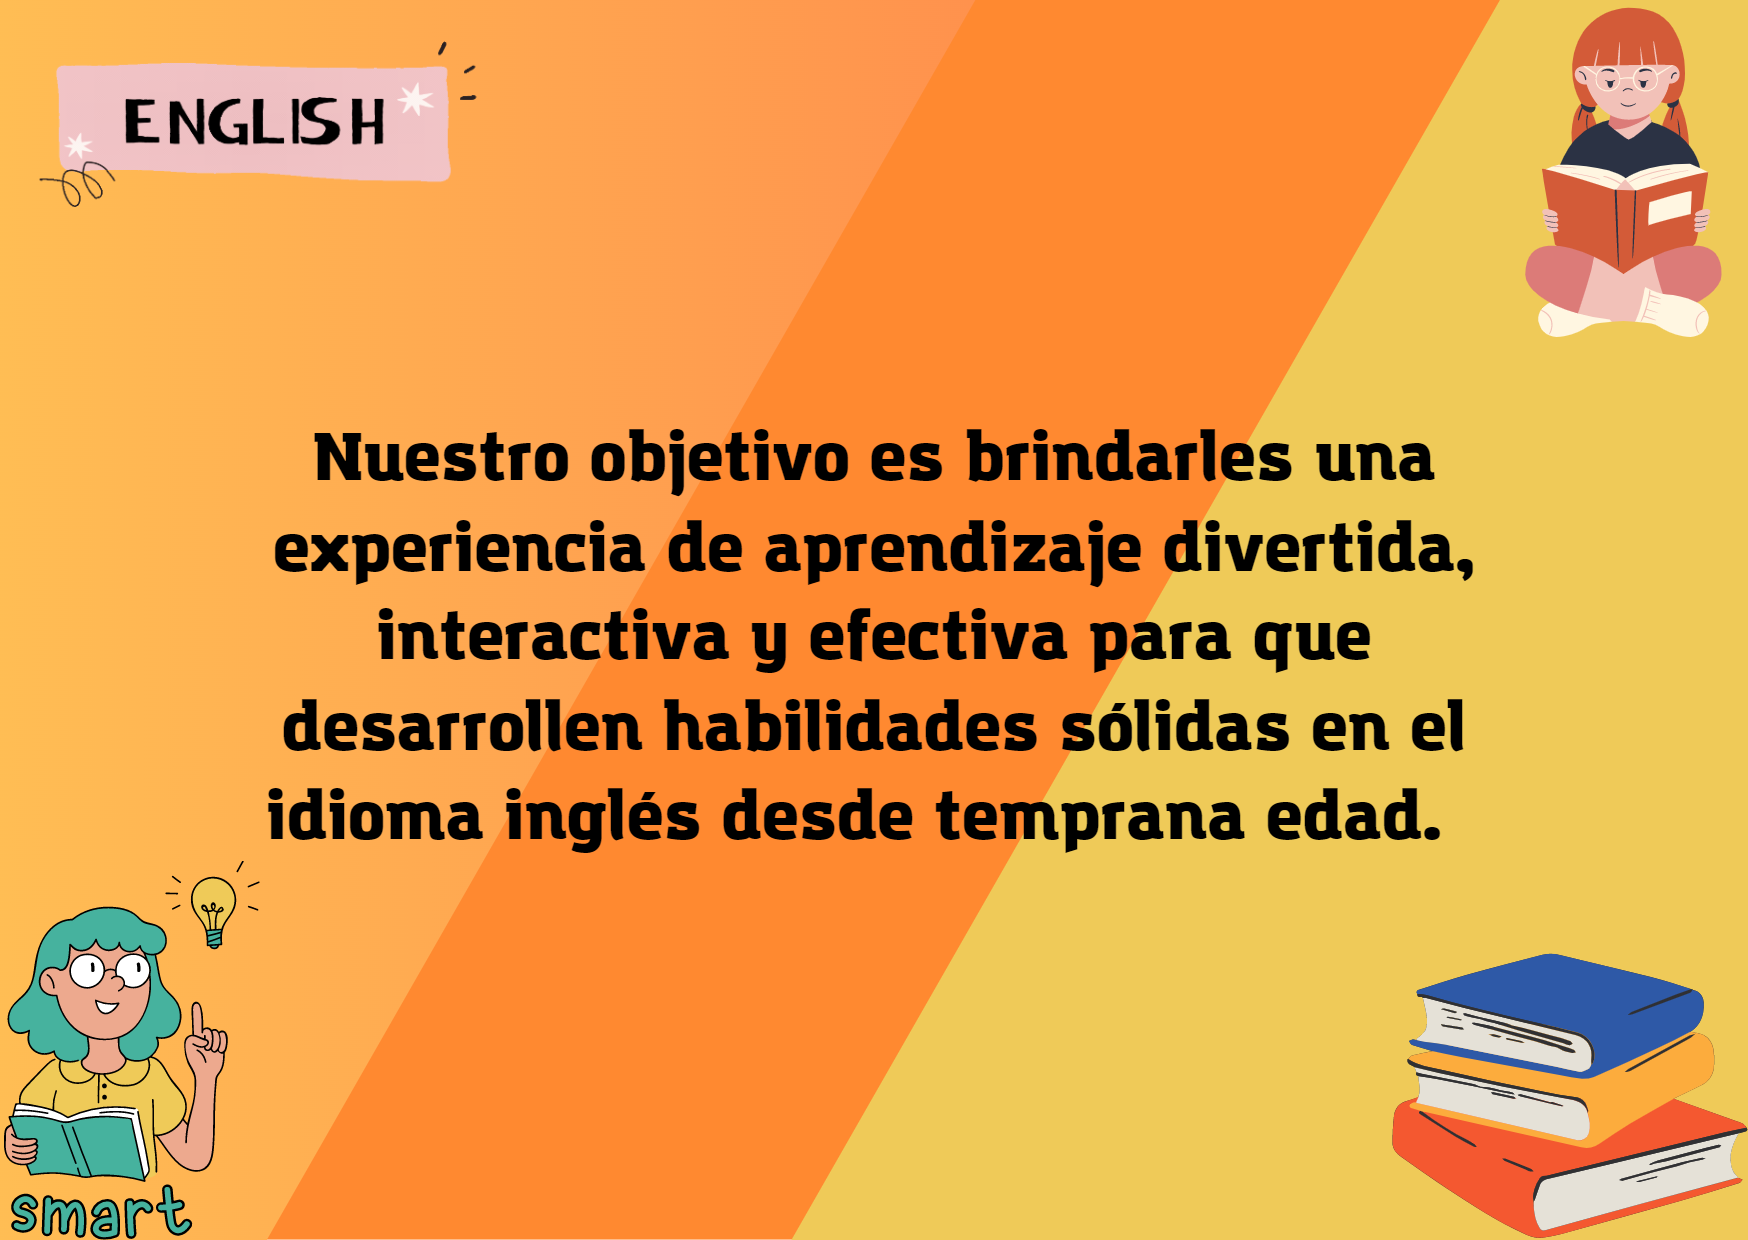 ENGLISH
Nuestro objetivo es brindarles una
experiencia de aprendizaje divertida,
interactiva y efectiva para que
desarrollen habilidades sólidas en el
idioma inglés desde temprana edad.
smart